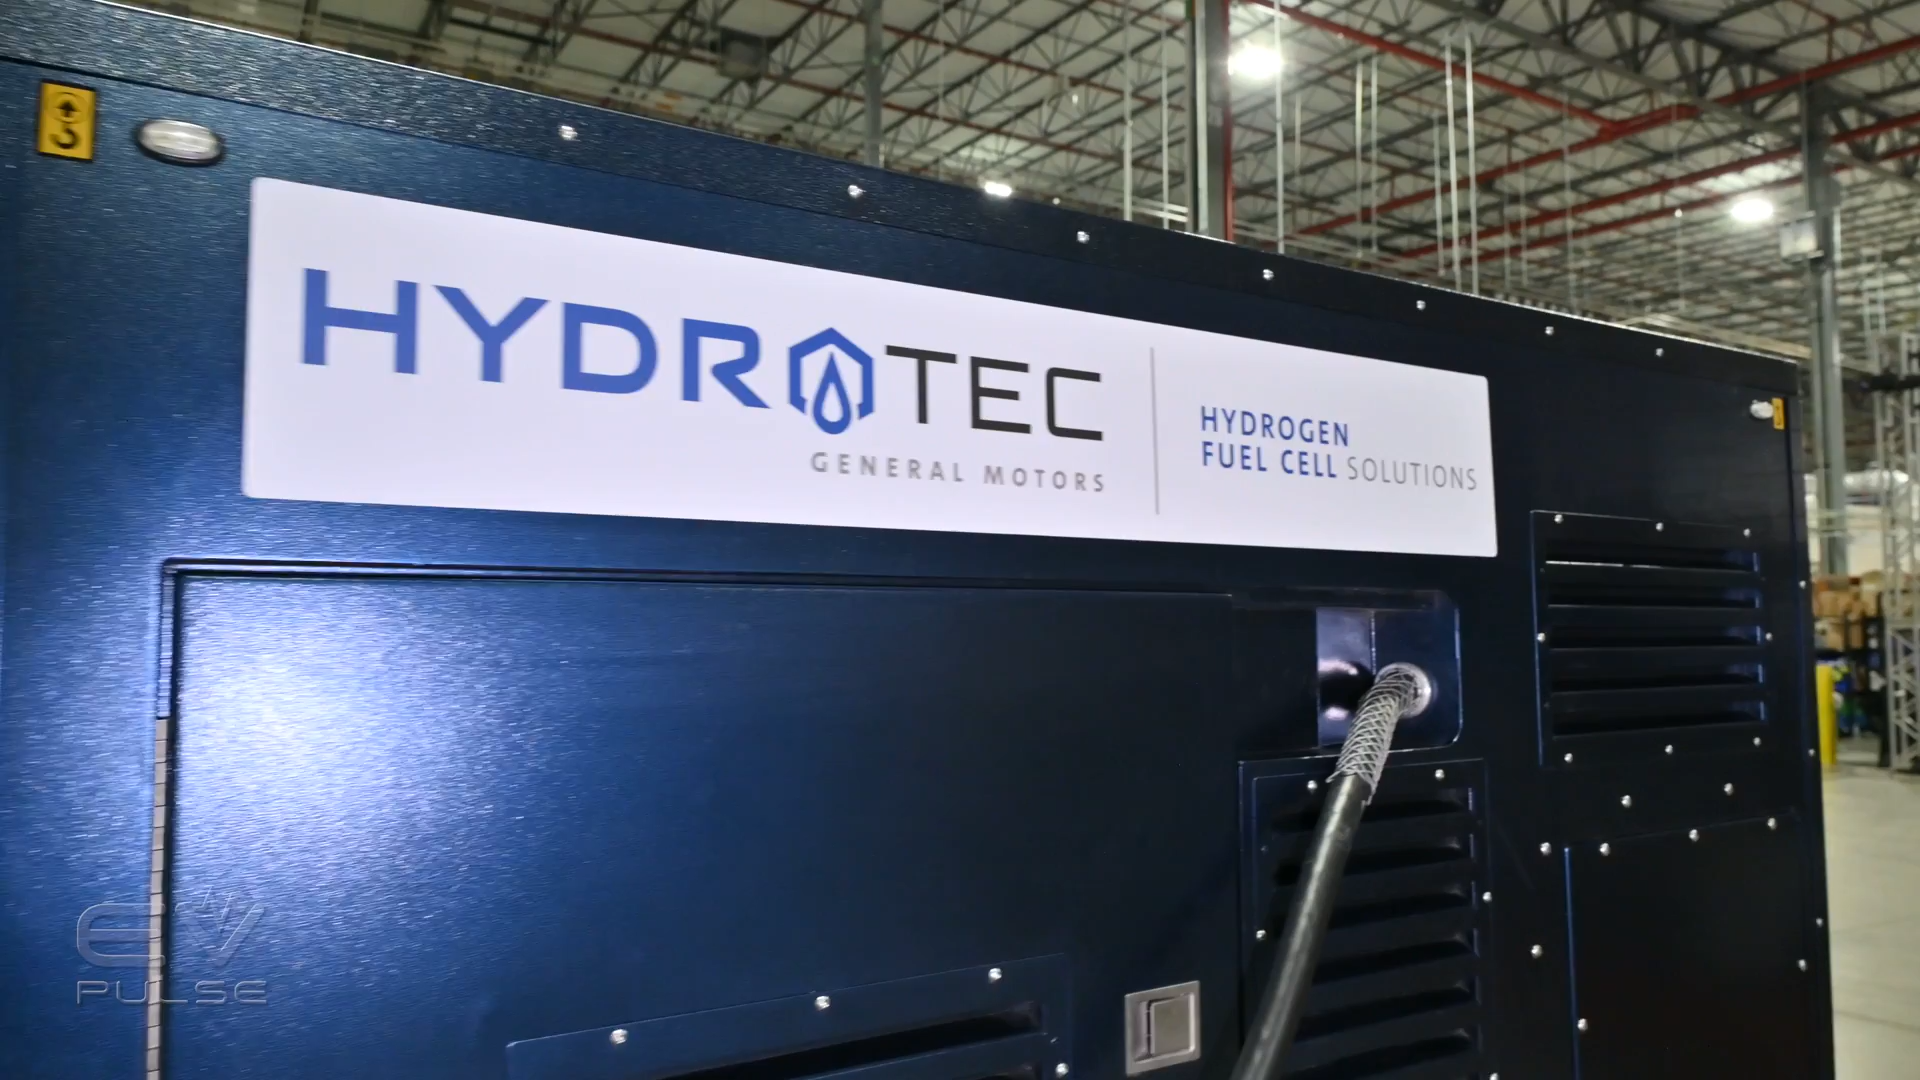 HYDROTEC
GENERAL MOTORS
HYDROGEN
FUEL CELL SOLUTIONS
EV
PULSE